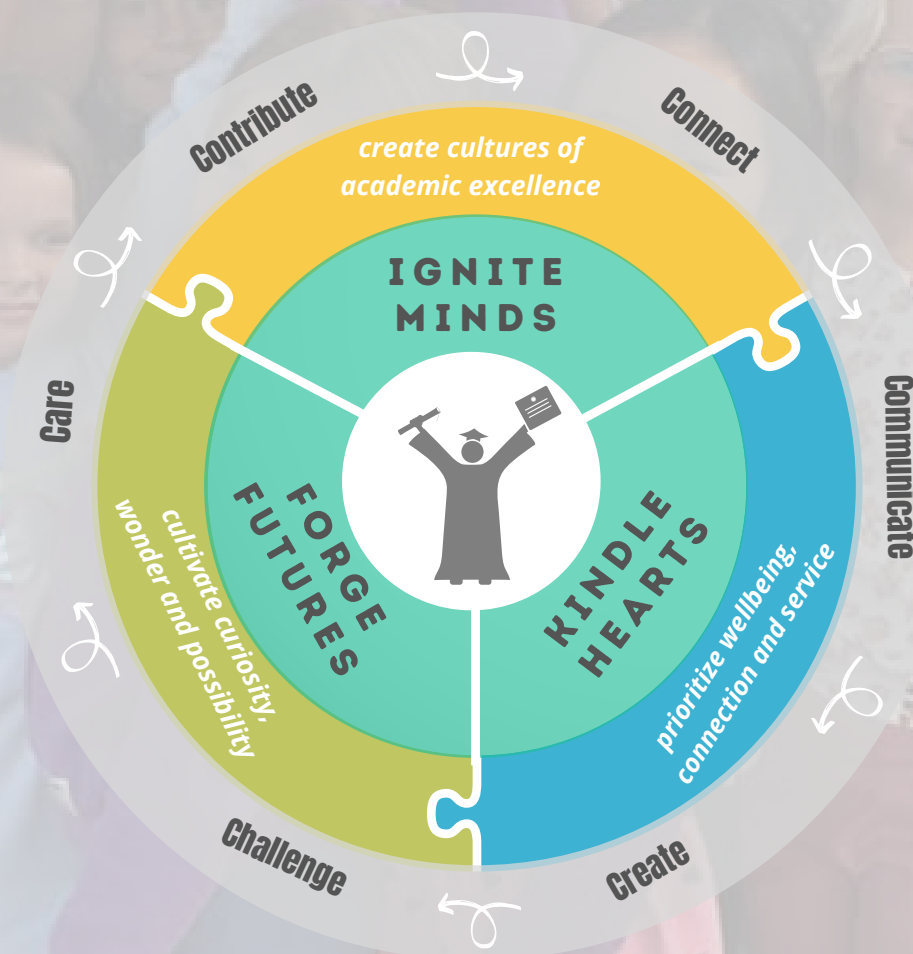 Contribute
Connect
Communicate
Create
Challenge
Care
create cultures of
academic excellence
IGNITE
MINDS
KINDLE
HEARTS
prioritize wellbeing,
connection and service
FORGE
FUTURES
cultivate curiosity,
wonder and possibility